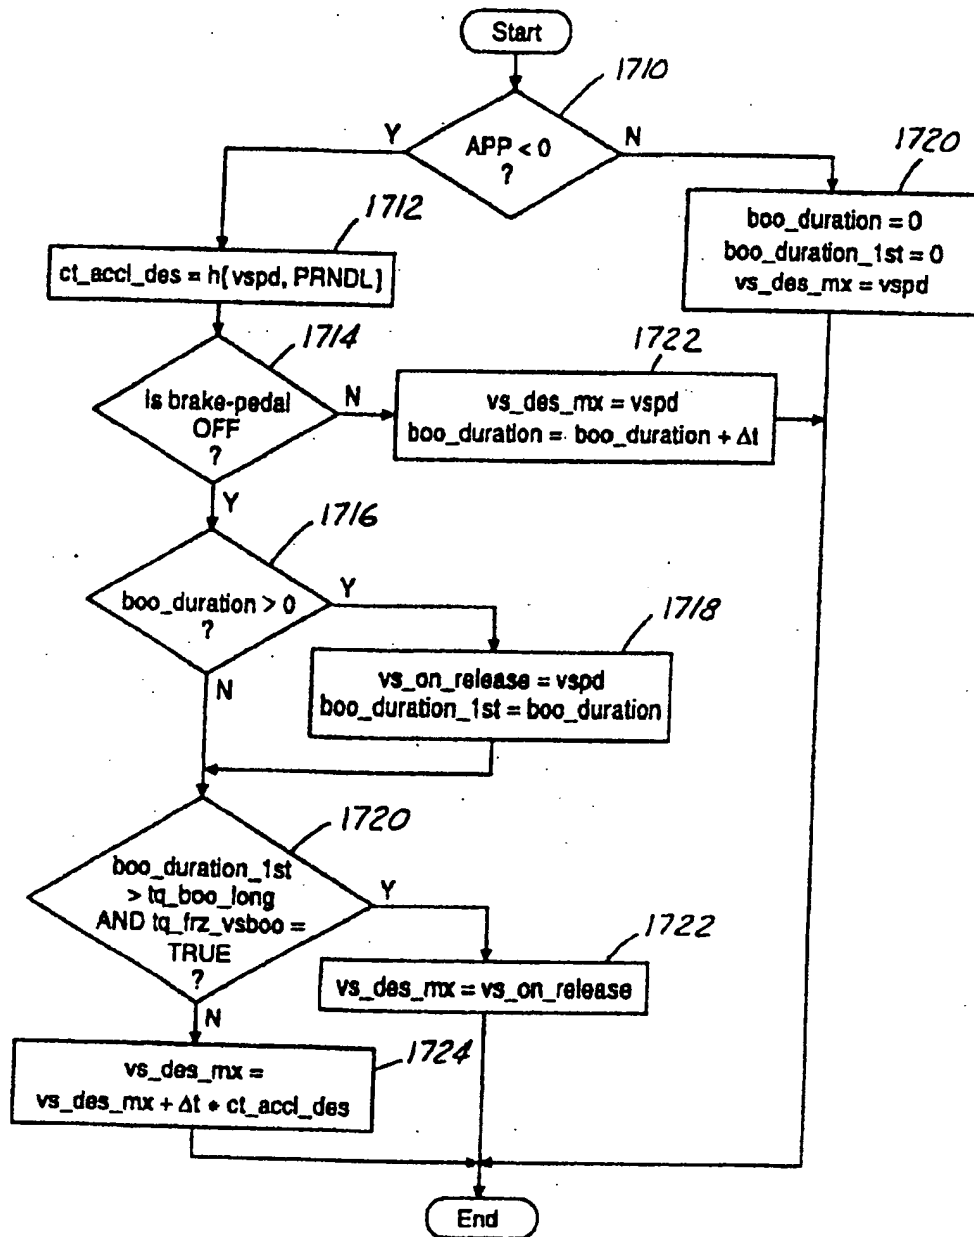 Start
1710
APP < 0
?
Y
N
1720
boo_duration = 0
boo_duration_1st = 0
vs_des_mx = vspd
1712
ct_accl_des = h[vspd, PRNDL]
1714
Is brake-pedal
OFF
?
N
Y
1722
vs_des_mx = vspd
boo_duration = boo_duration + Δt
1716
boo_duration > 0
?
Y
N
1718
vs_on_release = vspd
boo_duration_1st = boo_duration
1720
boo_duration_1st
> tq_boo_long
AND tq_frz_vsboo =
TRUE
?
Y
N
1722
vs_des_mx = vs_on_release
1724
vs_des_mx =
vs_des_mx + Δt * ct_accl_des
End